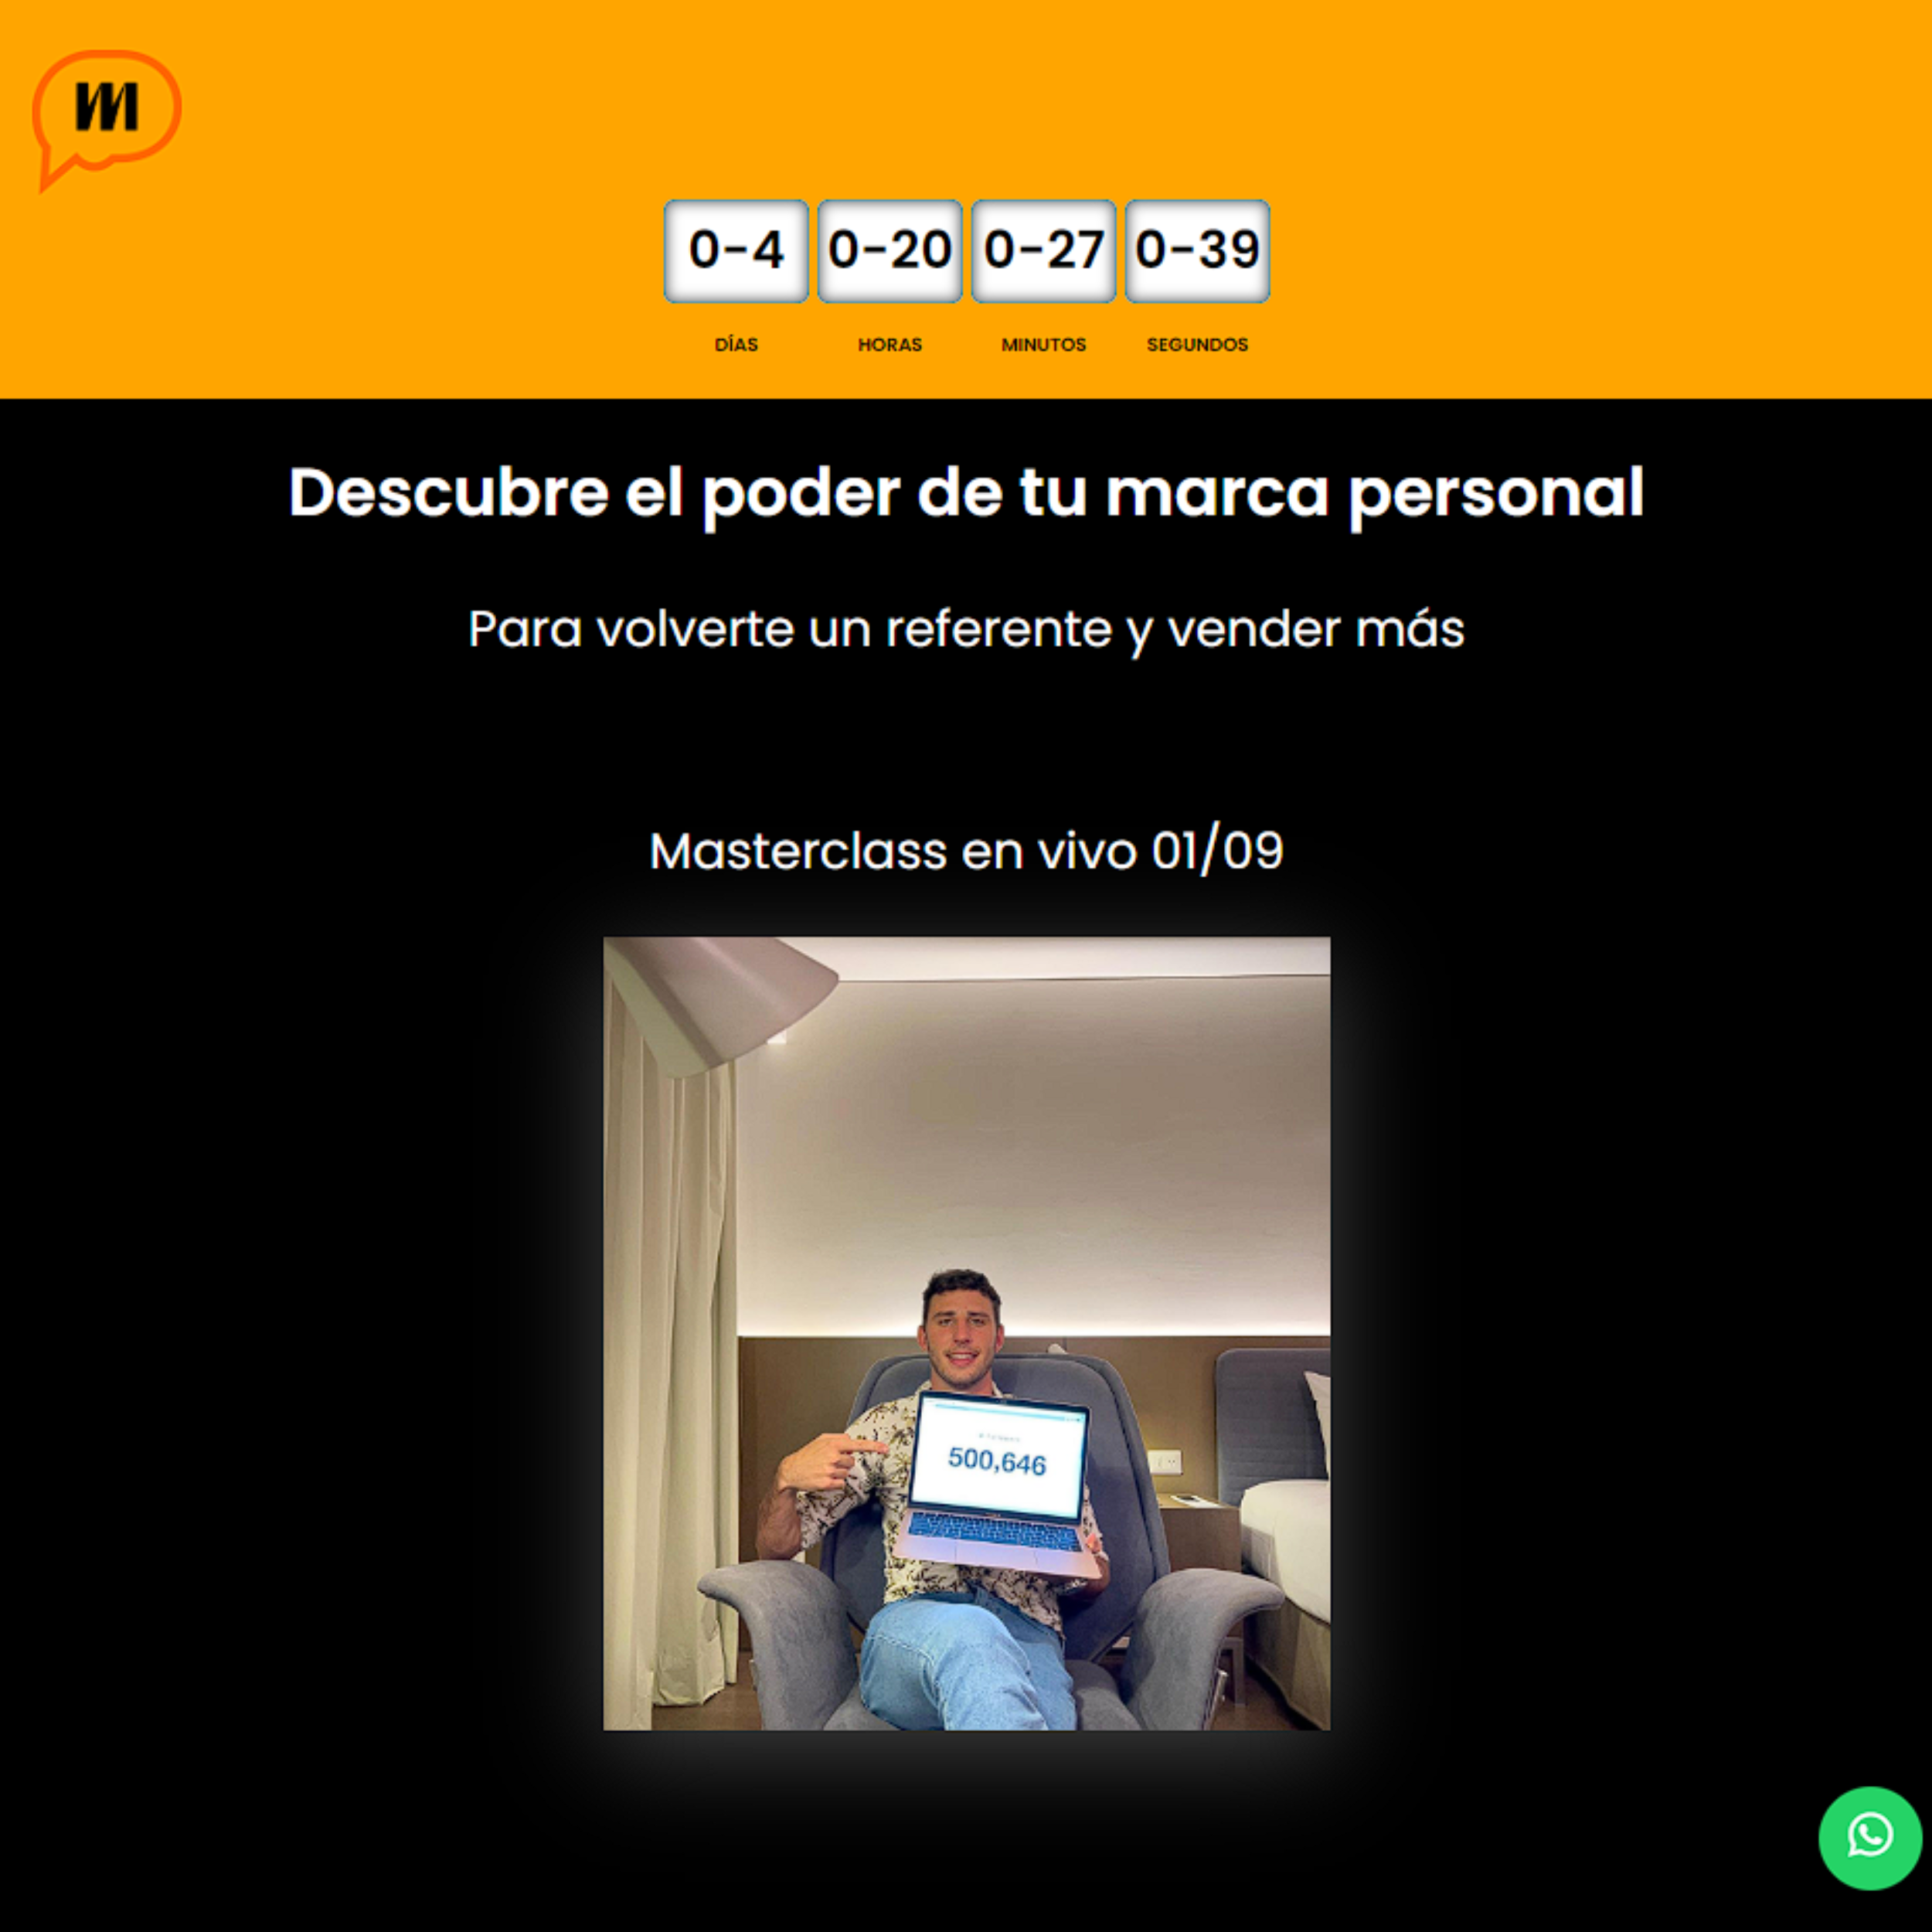 M
0-4 0-20 0-27 0-39
DÍAS HORAS MINUTOS SEGUNDOS
Descubre el poder de tu marca personal
Para volverte un referente y vender más
Masterclass en vivo 01/09
500,646